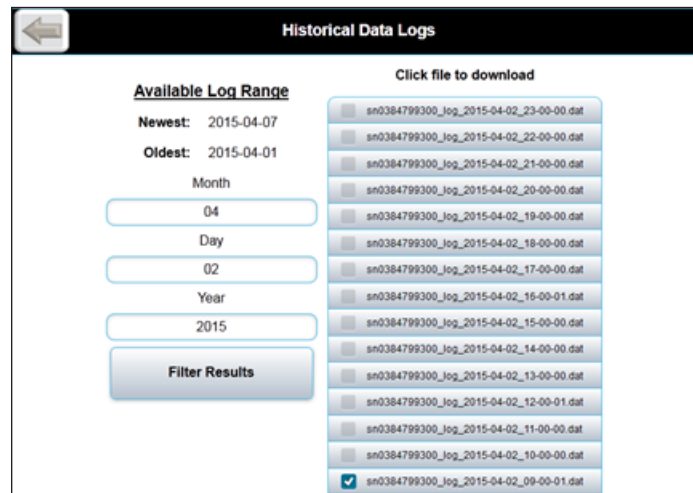 Historical Data Logs
Available Log Range
Newest: 2015-04-07
Oldest: 2015-04-01
Month
04
Day
02
Year
2015
Filter Results
Click file to download
sn0384799300_log_2015-04-02_23-00-00.dat
sn0384799300_log_2015-04-02_22-00-00.dat
sn0384799300_log_2015-04-02_21-00-00.dat
sn0384799300_log_2015-04-02_20-00-00.dat
sn0384799300_log_2015-04-02_19-00-00.dat
sn0384799300_log_2015-04-02_18-00-00.dat
sn0384799300_log_2015-04-02_17-00-00.dat
sn0384799300_log_2015-04-02_16-00-01.dat
sn0384799300_log_2015-04-02_15-00-00.dat
sn0384799300_log_2015-04-02_14-00-00.dat
sn0384799300_log_2015-04-02_13-00-00.dat
sn0384799300_log_2015-04-02_12-00-01.dat
sn0384799300_log_2015-04-02_11-00-00.dat
sn0384799300_log_2015-04-02_10-00-00.dat
sn0384799300_log_2015-04-02_09-00-01.dat